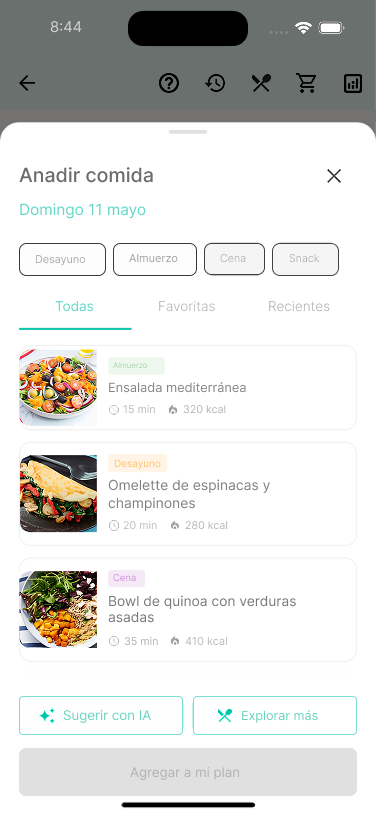 8:44
Anadir comida
Domingo 11 mayo
Desayuno Almuerzo Cena Snack
Todas Favoritas Recientes
Almuerzo
Ensalada mediterránea
15 min 320 kcal
Desayuno
Omelette de espinacas y
champinones
20 min 280 kcal
Cena
Bowl de quinoa con verduras
asadas
35 min 410 kcal
Sugerir con IA Explorar más
Agregar a mi plan